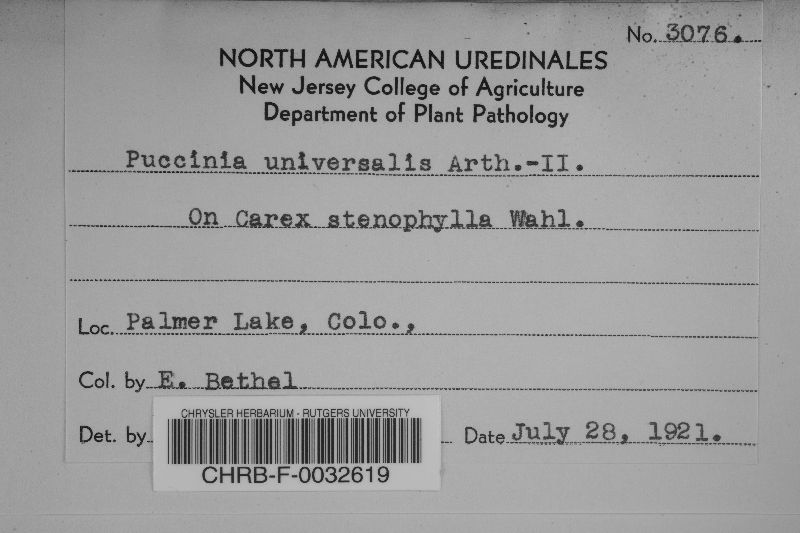 No. 3076.
NORTH AMERICAN UREDINALES
New Jersey College of Agriculture
Department of Plant Pathology
Puccinia universalis Arth.-II.
On Carex stenophylla Wahl.
Loc. Palmer Lake, Colo.,
Col. by E. Bethel
Det. by
Date July 28, 1921.
CHRYSLER HERBARIUM - RUTGERS UNIVERSITY
CHRB-F-0032619